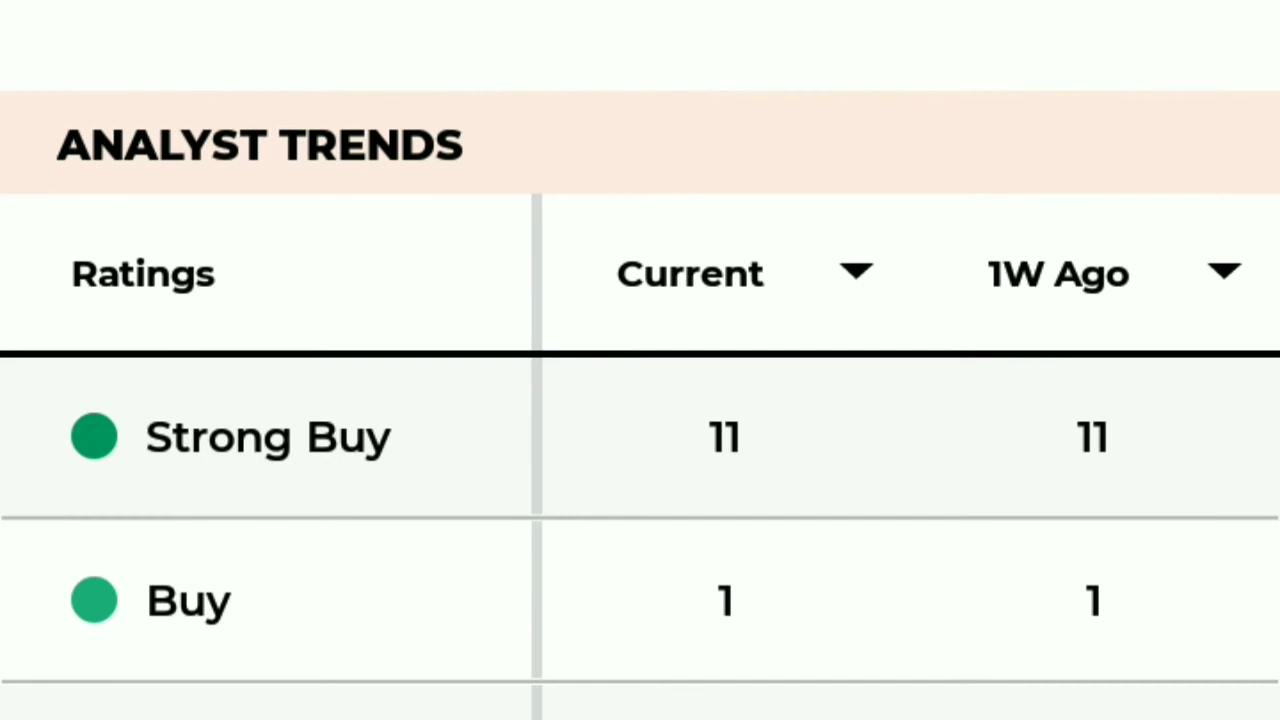 ANALYST TRENDS
Ratings Current 1W Ago
Strong Buy 11 11
Buy 1 1